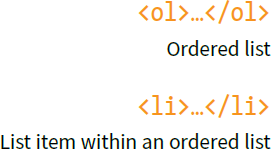 <ol>…</ol>
Ordered list
<li>…</li>
List item within an ordered list